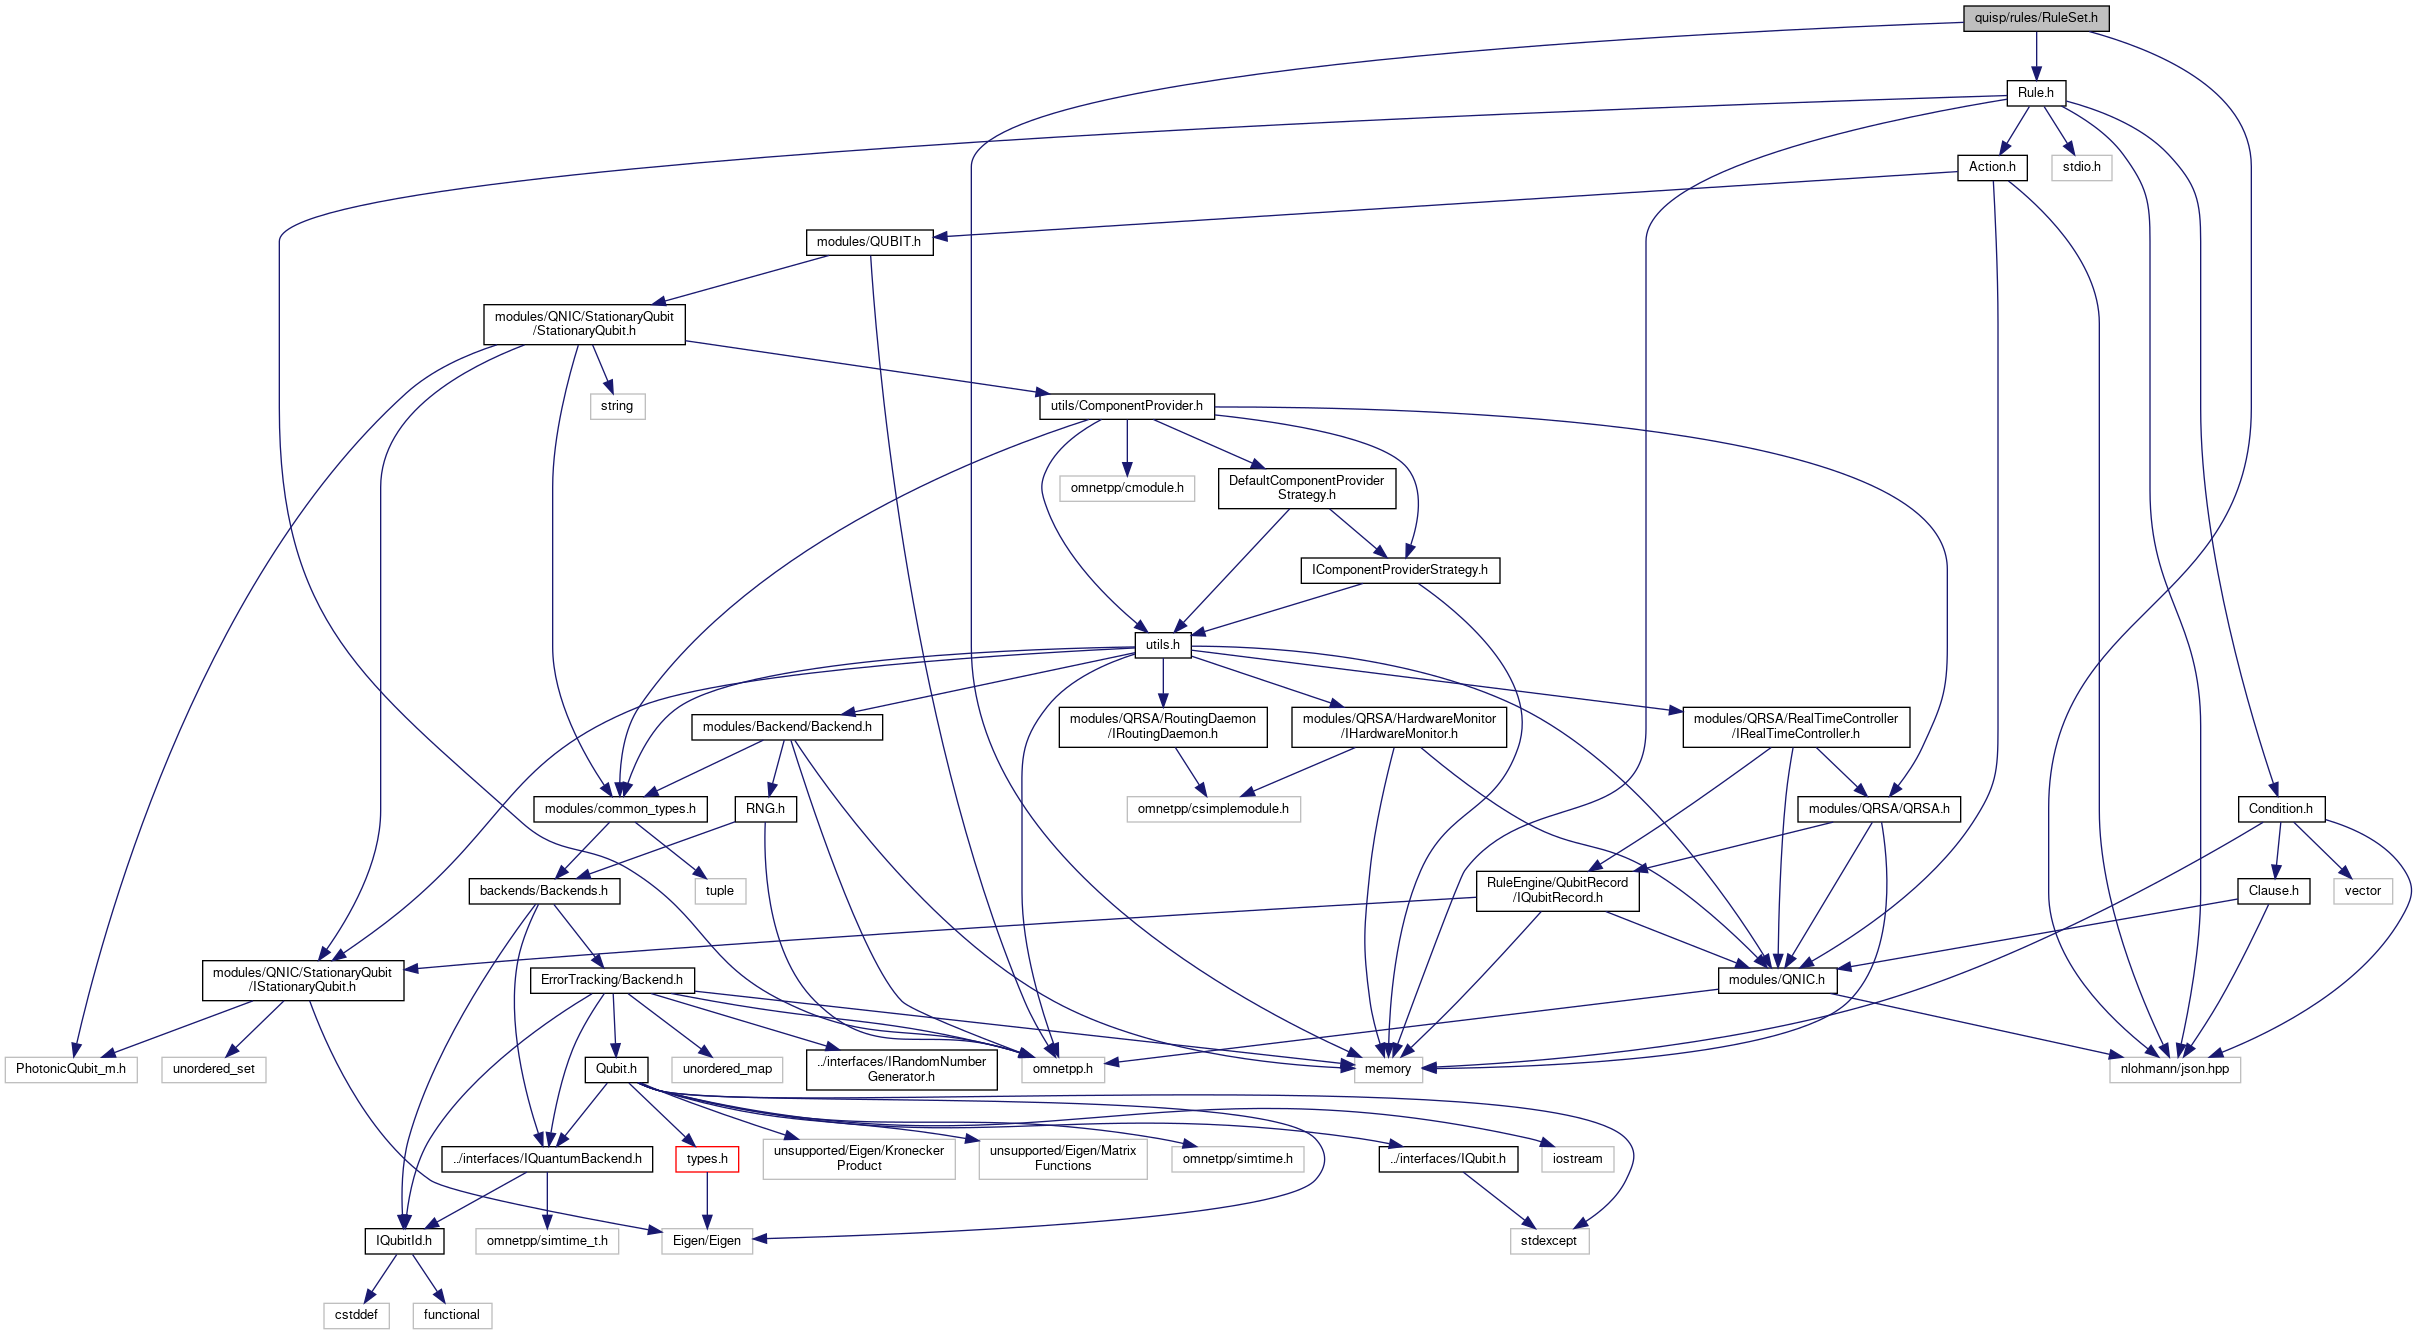 quisp/rules/RuleSet.h
Rule.h
Action.h
stdio.h
modules/QUBIT.h
modules/QNIC/StationaryQubit
/StationaryQubit.h
string
utils/ComponentProvider.h
omnetpp/cmodule.h
DefaultComponentProvider
Strategy.h
IComponentProviderStrategy.h
utils.h
modules/Backend/Backend.h
modules/QRSA/RoutingDaemon
/IRoutingDaemon.h
modules/QRSA/HardwareMonitor
/IHardwareMonitor.h
modules/QRSA/RealTimeController
/IRealTimeController.h
modules/common_types.h
RNG.h
omnetpp/csimplemodule.h
modules/QRSA/QRSA.h
Condition.h
backends/Backends.h
tuple
RuleEngine/QubitRecord
/IQubitRecord.h
Clause.h
vector
modules/QNIC/StationaryQubit
/IStationaryQubit.h
ErrorTracking/Backend.h
modules/QNIC.h
PhotonicQubit_m.h
unordered_set
Qubit.h
unordered_map
../interfaces/IRandomNumber
Generator.h
omnetpp.h
memory
nlohmann/json.hpp
../interfaces/IQuantumBackend.h
types.h
unsupported/Eigen/Kronecker
Product
unsupported/Eigen/Matrix
Functions
omnetpp/simtime.h
../interfaces/IQubit.h
iostream
IQubitId.h
omnetpp/simtime_t.h
Eigen/Eigen
stdexcept
cstddef
functional